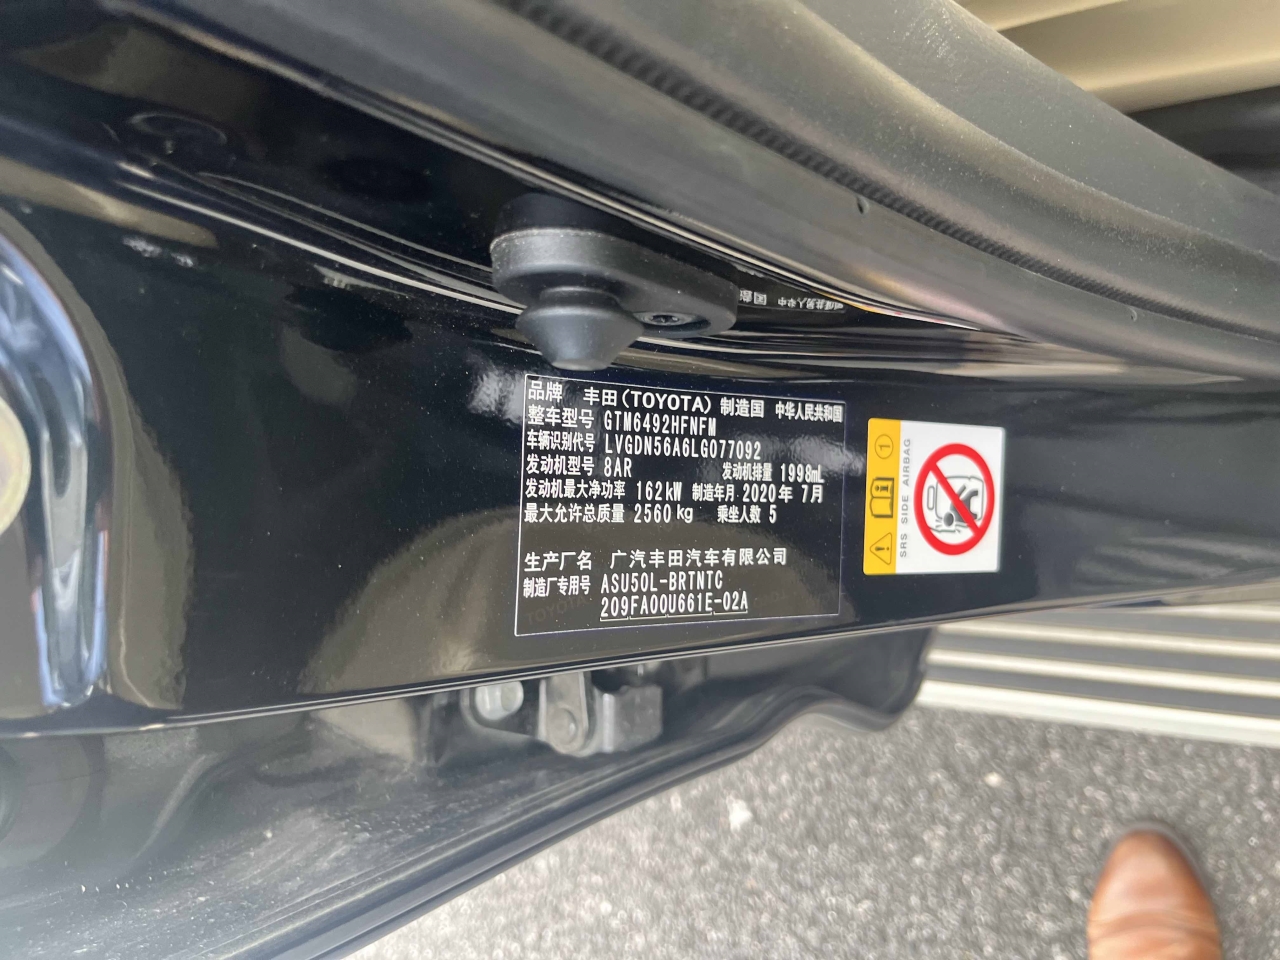 品牌 丰田(TOYOTA) 制造国 中华人民共和国
整车型号 GTM6492HFNFM
车辆识别代号 LVGDN56A6LG077092
发动机型号 8AR 发动机排量 1998mL
发动机最大净功率 162kW 制造年月 2020年 7月
最大允许总质量 2560kg 乘坐人数 5
生产厂名 广汽丰田汽车有限公司
制造厂专用号 ASU50L-BRTNTC
209FA00U661E-02A
SRS SIDE AIRBAG
1